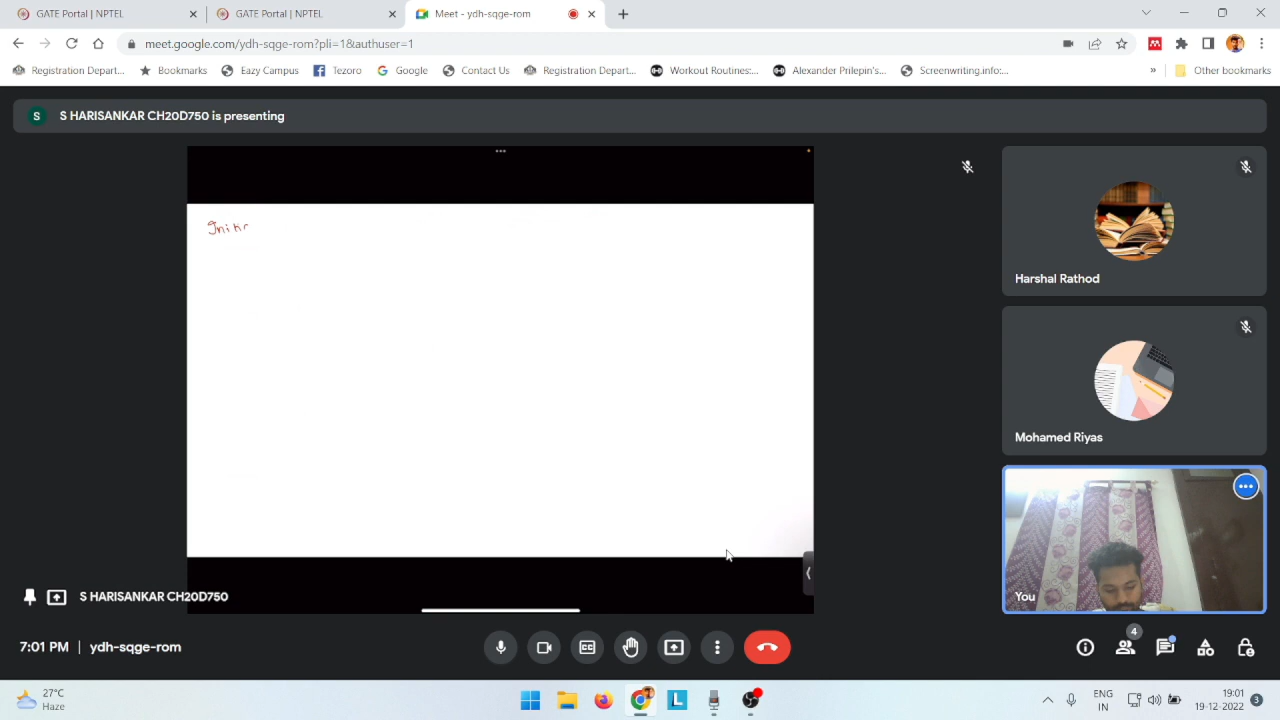 GATE Portal | NPTEL
GATE Portal | NPTEL
Meet - ydh-sqge-rom
meet.google.com/ydh-sqge-rom?pli=1&authuser=1
Registration Depart...
Bookmarks
Eazy Campus
Tezoro
Google
Contact Us
Registration Depart...
Workout Routines:...
Alexander Prilepin's...
Screenwriting.info:...
»
Other bookmarks
S
S HARISANKAR CH20D750 is presenting
Harshal Rathod
Mohamed Riyas
You
S HARISANKAR CH20D750
7:01 PM | ydh-sqge-rom
4
27°C
Haze
ENG
IN
19:01
19-12-2022
3